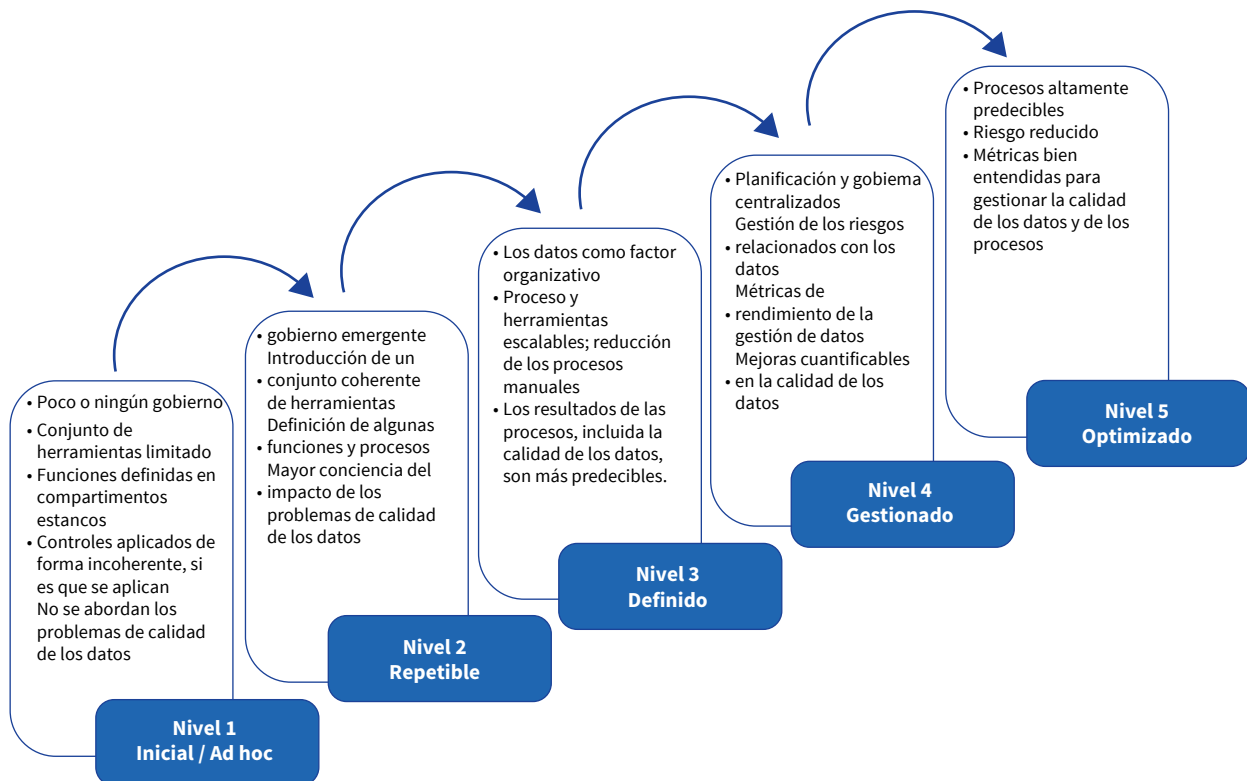 • Poco o ningún gobierno
• Conjunto de
herramientas limitado
• Funciones definidas en
compartimentos
estancos
• Controles aplicados de
forma incoherente, si
es que se aplican
No se abordan los
problemas de calidad
de los datos
Nivel 1
Inicial / Ad hoc
• gobierno emergente
Introducción de un
• conjunto coherente
de herramientas
Definición de algunas
• funciones y procesos
Mayor conciencia del
• impacto de los
problemas de calidad
de los datos
Nivel 2
Repetible
• Los datos como factor
organizativo
• Proceso y
herramientas
escalables; reducción
de los procesos
manuales
• Los resultados de las
procesos, incluida la
calidad de los datos,
son más predecibles.
Nivel 3
Definido
• Planificación y gobiema
centralizados
Gestión de los riesgos
• relacionados con los
datos
Métricas de
• rendimiento de la
gestión de datos
Mejoras cuantificables
• en la calidad de los
datos
Nivel 4
Gestionado
• Procesos altamente
predecibles
• Riesgo reducido
• Métricas bien
entendidas para
gestionar la calidad
de los datos y de los
procesos
Nivel 5
Optimizado